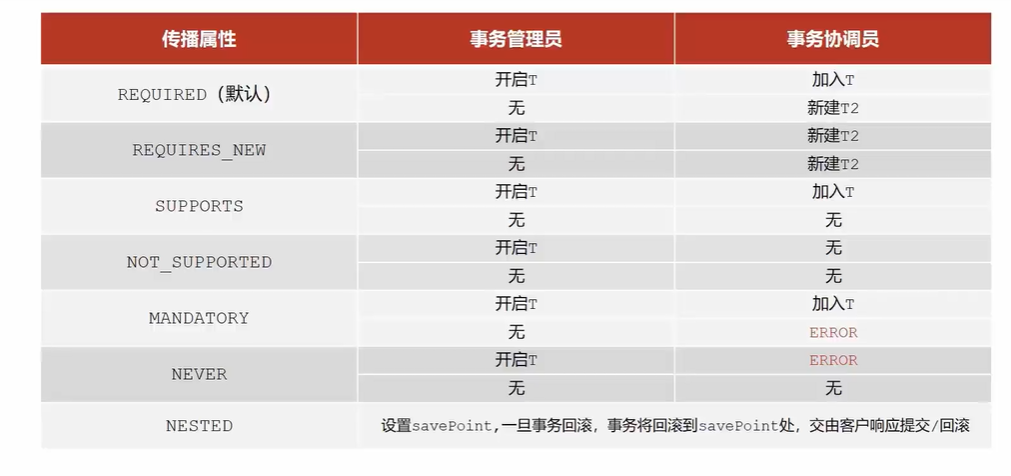 传播属性 事务管理员 事务协调员
REQUIRED（默认） 开启T 加入T
无 新建T2
REQUIRES_NEW 开启T 新建T2
无 新建T2
SUPPORTS 开启T 加入T
无 无
NOT_SUPPORTED 开启T 无
无 无
MANDATORY 开启T 加入T
无 ERROR
NEVER 开启T ERROR
无 无
NESTED 设置savePoint,一旦事务回滚，事务将回滚到savePoint处，交由客户响应提交/回滚